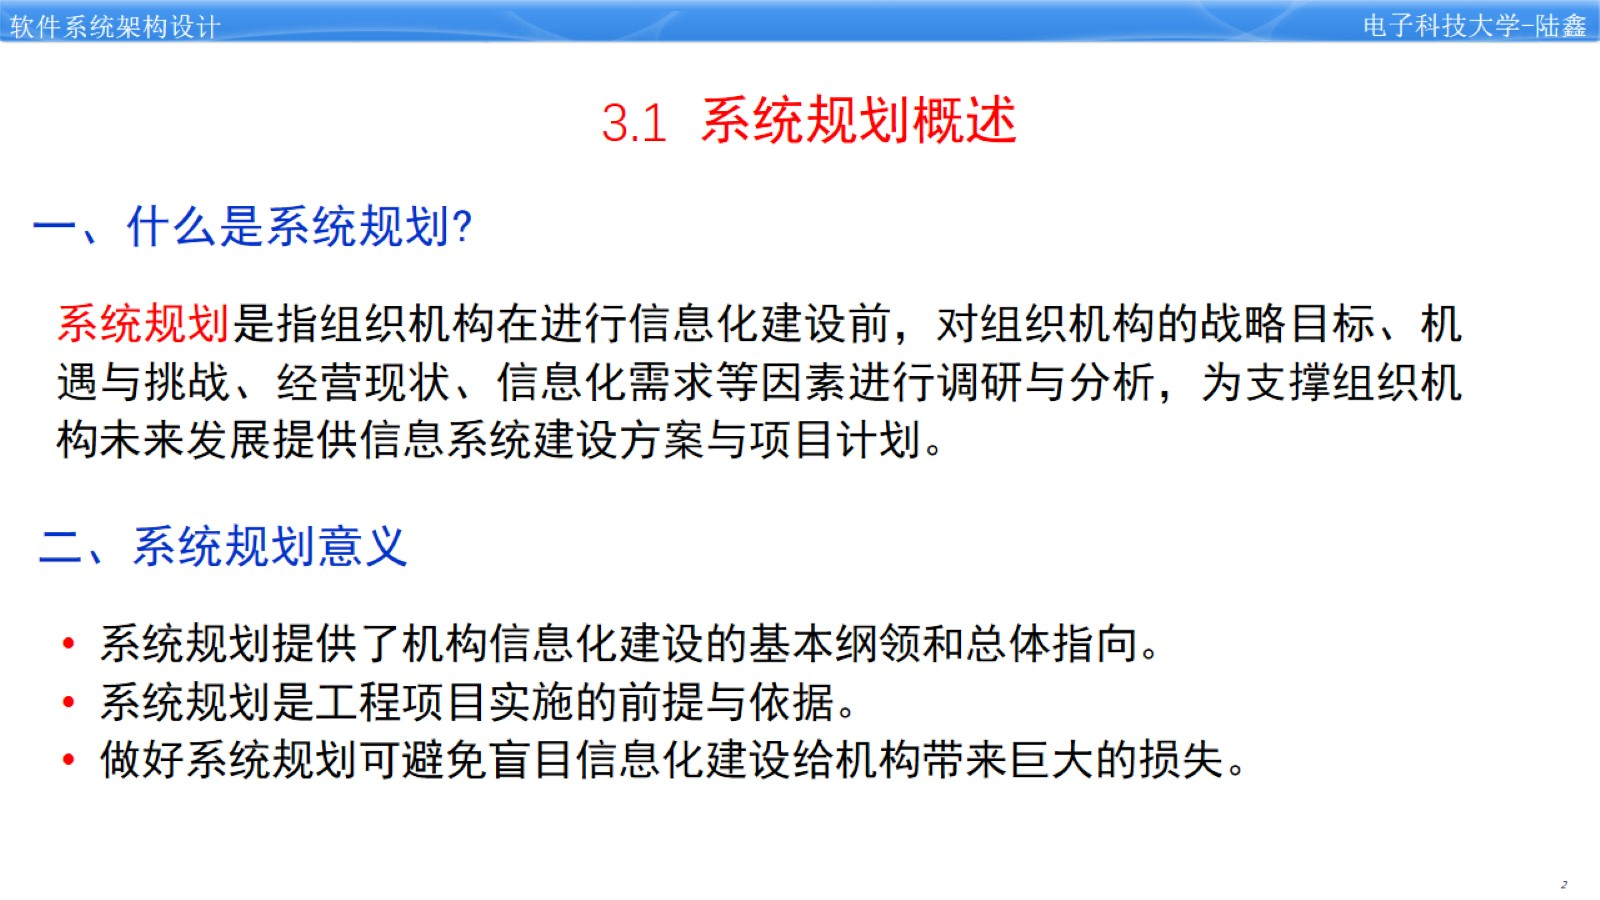 软件系统架构设计
电子科技大学-陆鑫
3.1 系统规划概述
一、什么是系统规划?
系统规划是指组织机构在进行信息化建设前，对组织机构的战略目标、机
遇与挑战、经营现状、信息化需求等因素进行调研与分析，为支撑组织机
构未来发展提供信息系统建设方案与项目计划。
二、系统规划意义
• 系统规划提供了机构信息化建设的基本纲领和总体指向。
• 系统规划是工程项目实施的前提与依据。
• 做好系统规划可避免盲目信息化建设给机构带来巨大的损失。
2